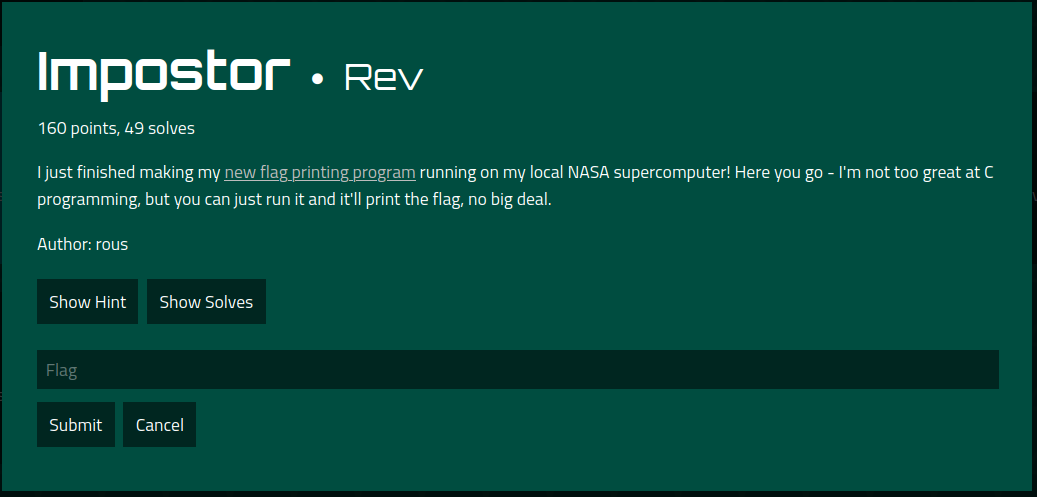 Impostor • Rev
160 points, 49 solves
I just finished making my new flag printing program running on my local NASA supercomputer! Here you go - I'm not too great at C
programming, but you can just run it and it'll print the flag, no big deal.
Author: rous
Show Hint Show Solves
Flag
Submit Cancel